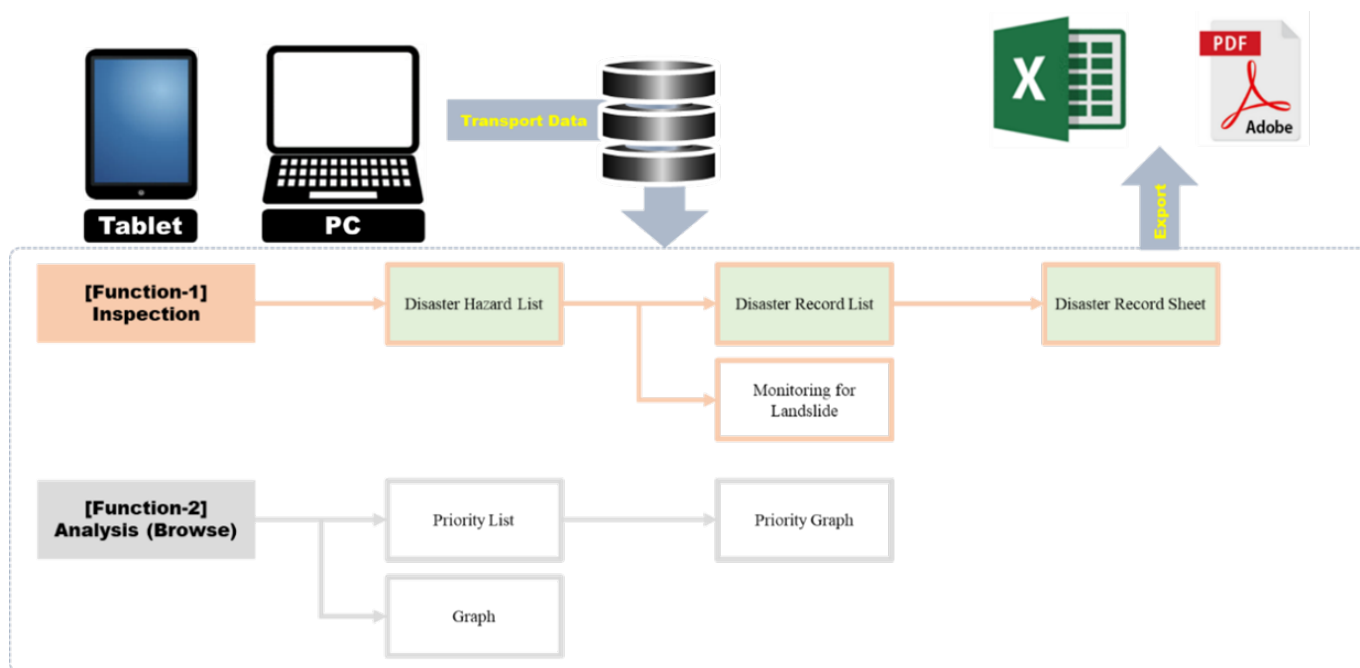 PDF
X
Adobe
Transport Data
Tablet
PC
Export
[Function-1]
Inspection
Disaster Hazard List
Disaster Record List
Disaster Record Sheet
Monitoring for
Landslide
[Function-2]
Analysis (Browse)
Priority List
Priority Graph
Graph